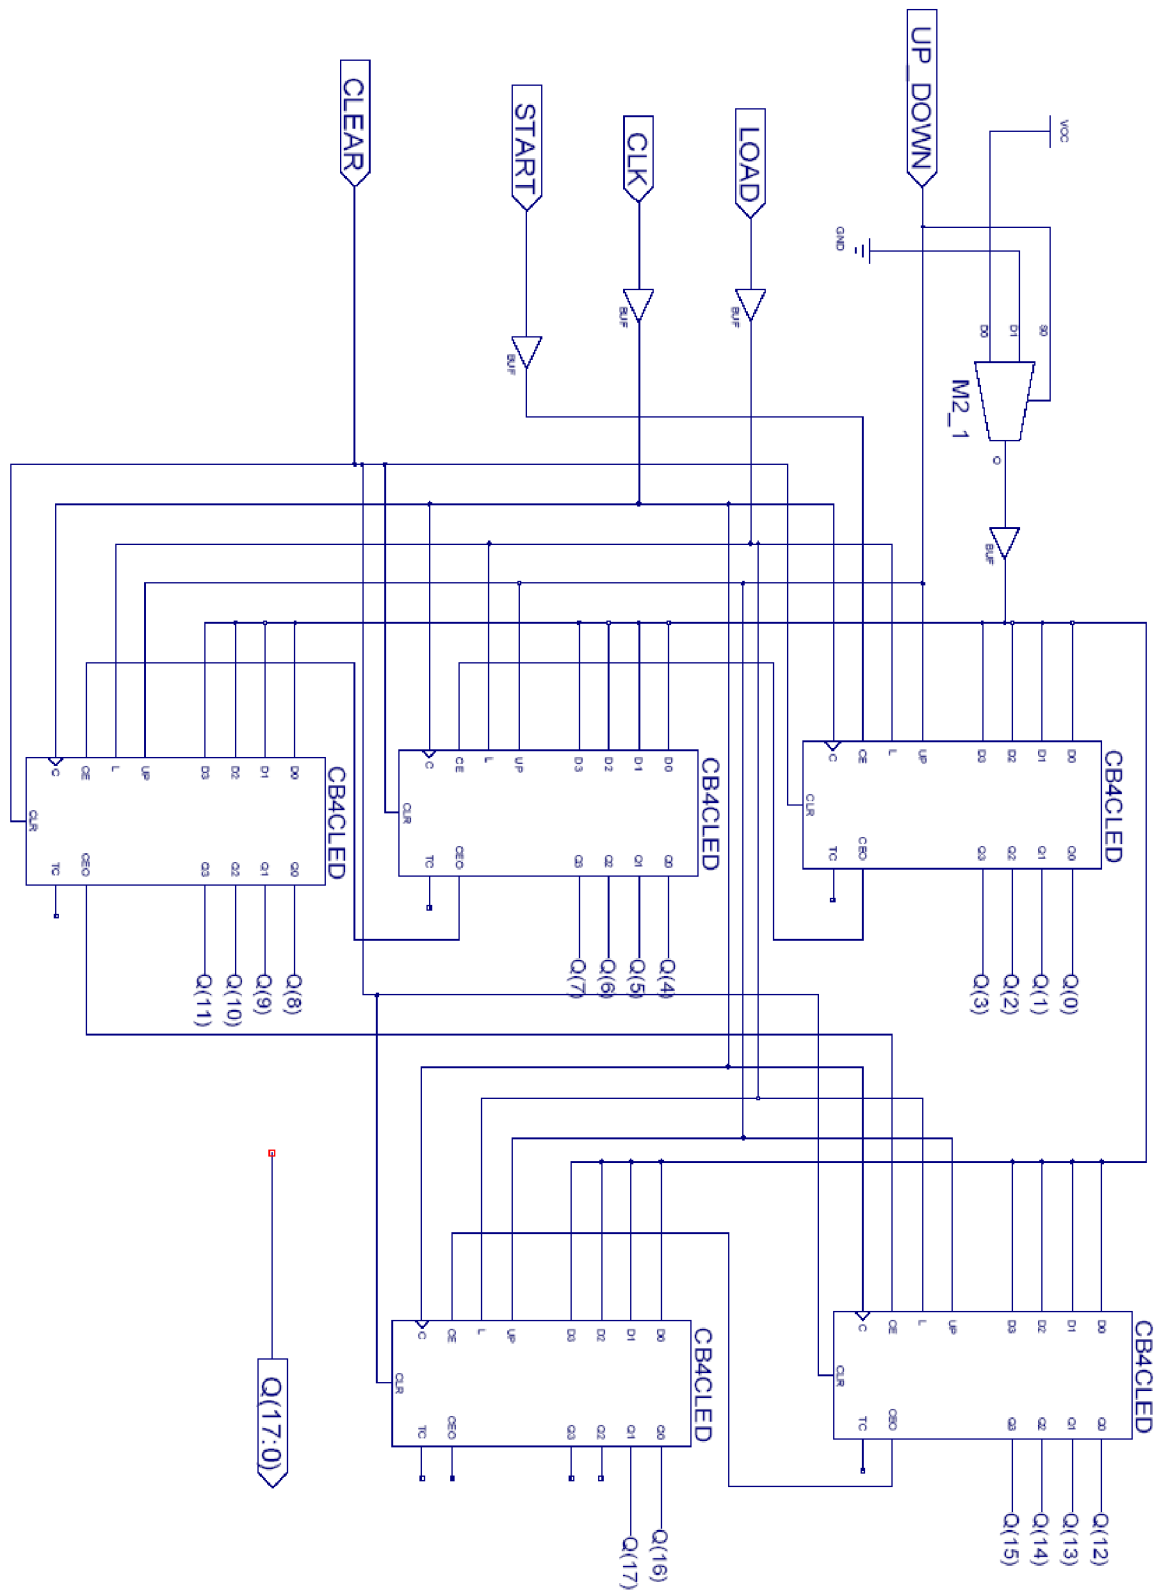 UP_DOWN
VCC
LOAD
CLK
START
CLEAR
GND
BUF
BUF
BUF
S0
D1
D0
M2_1
O
BUF
CB4CLED
D0
D1
D2
D3
UP
L
CE
C
CLR
Q0
Q1
Q2
Q3
CEO
TC
Q(0)
Q(1)
Q(2)
Q(3)
CB4CLED
D0
D1
D2
D3
UP
L
CE
C
CLR
Q0
Q1
Q2
Q3
CEO
TC
Q(4)
Q(5)
Q(6)
Q(7)
CB4CLED
D0
D1
D2
D3
UP
L
CE
C
CLR
Q0
Q1
Q2
Q3
CEO
TC
Q(8)
Q(9)
Q(10)
Q(11)
CB4CLED
D0
D1
D2
D3
UP
L
CE
C
CLR
Q0
Q1
Q2
Q3
CEO
TC
Q(12)
Q(13)
Q(14)
Q(15)
CB4CLED
D0
D1
D2
D3
UP
L
CE
C
CLR
Q0
Q1
Q2
Q3
CEO
TC
Q(16)
Q(17)
Q(17:0)